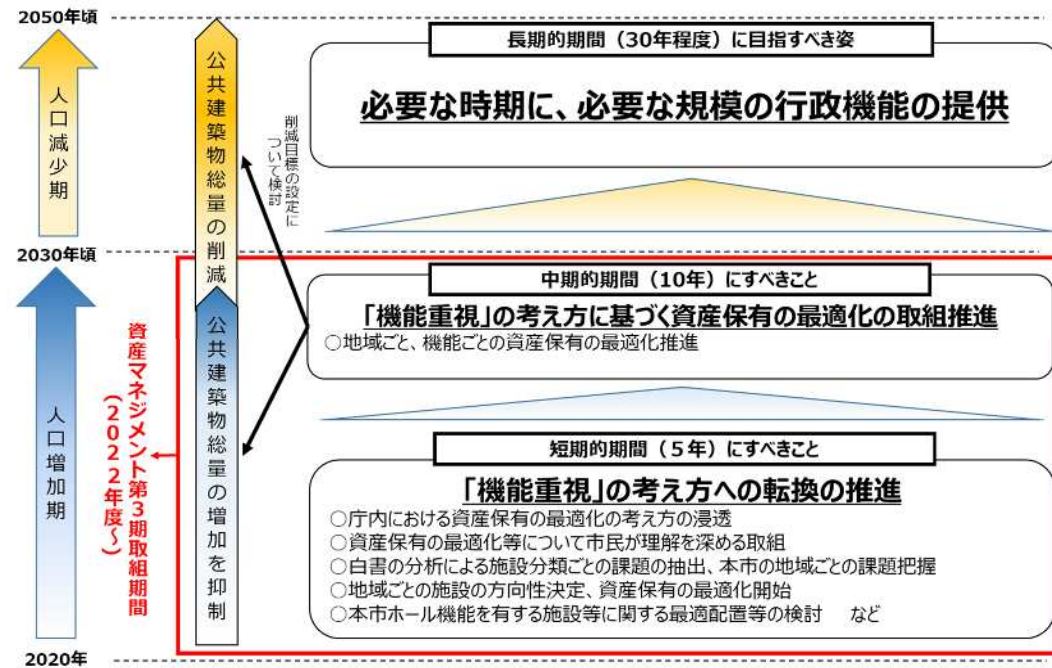 2050年頃
人口減少期
2030年頃
人口増加期
2020年
資産マネジメント第3期取組期間
(2022年度~)
公共建築物総量の削減
公共建築物総量の増加を抑制
削減目標の設定に
ついて検討
長期的期間(30年程度)に目指すべき姿
必要な時期に、必要な規模の行政機能の提供
中期的期間(10年)にすべきこと
「機能重視」の考え方に基づく資産保有の最適化の取組推進
○地域ごと、機能ごとの資産保有の最適化推進
短期的期間(5年)にすべきこと
「機能重視」の考え方への転換の推進
○庁内における資産保有の最適化の考え方の浸透
○資産保有の最適化等について市民が理解を深める取組
○白書の分析による施設分類ごとの課題の抽出、本市の地域ごとの課題把握
○地域ごとの施設の方向性決定、資産保有の最適化開始
○本市ホール機能を有する施設等に関する最適配置等の検討 など